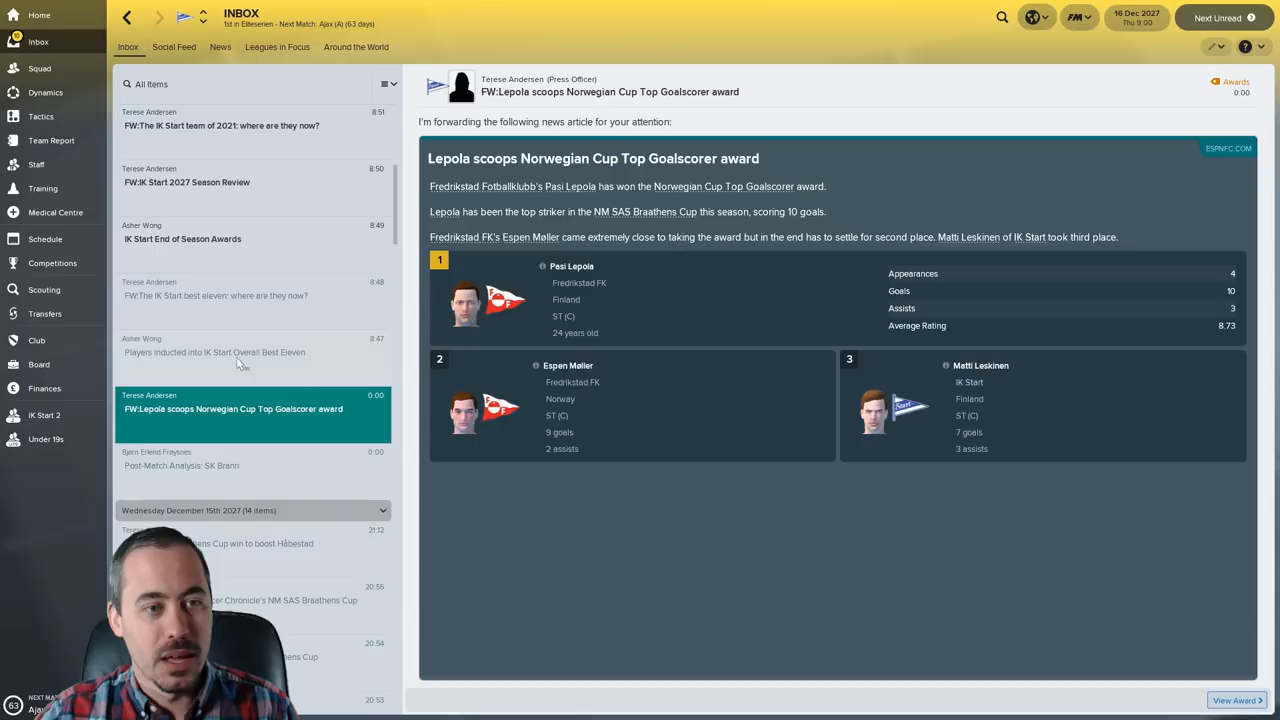 Home
Inbox
Squad
Dynamics
Tactics
Team Report
Staff
Training
Medical Centre
Schedule
Competitions
Scouting
Transfers
Club
Board
Finances
IK Start 2
Under 19s
10
63
INBOX
1st in Eliteserien - Next Match: Ajax (A) (63 days)
FM
16 Dec 2027
Thu 9:00
Next Unread
Inbox
Social Feed
News
Leagues in Focus
Around the World
?
All Items
Terese Andersen 8:51
FW:The IK Start team of 2021: where are they now?
Terese Andersen 8:50
FW:IK Start 2027 Season Review
Asher Wong 8:49
IK Start End of Season Awards
Terese Andersen 8:48
FW:The IK Start best eleven: where are they now?
Asher Wong 8:47
Players inducted into IK Start Overall Best Eleven
Terese Andersen 0:00
FW:Lepola scoops Norwegian Cup Top Goalscorer award
Bjørn Erlend Frøysnes 0:00
Post-Match Analysis: SK Brann
Wednesday December 15th 2027 (14 items)
21:12
Cup win to boost Håbestad
20:55
Chronicle's NM SAS Braathens Cup
20:54
Cup
20:53
Terese Andersen (Press Officer)
FW:Lepola scoops Norwegian Cup Top Goalscorer award
Awards
0:00
I'm forwarding the following news article for your attention:
ESPNFC.COM
Lepola scoops Norwegian Cup Top Goalscorer award
Fredrikstad Fotballklubb's Pasi Lepola has won the Norwegian Cup Top Goalscorer award.
Lepola has been the top striker in the NM SAS Braathens Cup this season, scoring 10 goals.
Fredrikstad FK's Espen Møller came extremely close to taking the award but in the end has to settle for second place. Matti Leskinen of IK Start took third place.
1
Pasi Lepola
Fredrikstad FK
Finland
ST (C)
24 years old
Appearances 4
Goals 10
Assists 3
Average Rating 8.73
2
Espen Møller
Fredrikstad FK
Norway
ST (C)
9 goals
2 assists
3
Matti Leskinen
IK Start
Finland
ST (C)
7 goals
3 assists
View Award